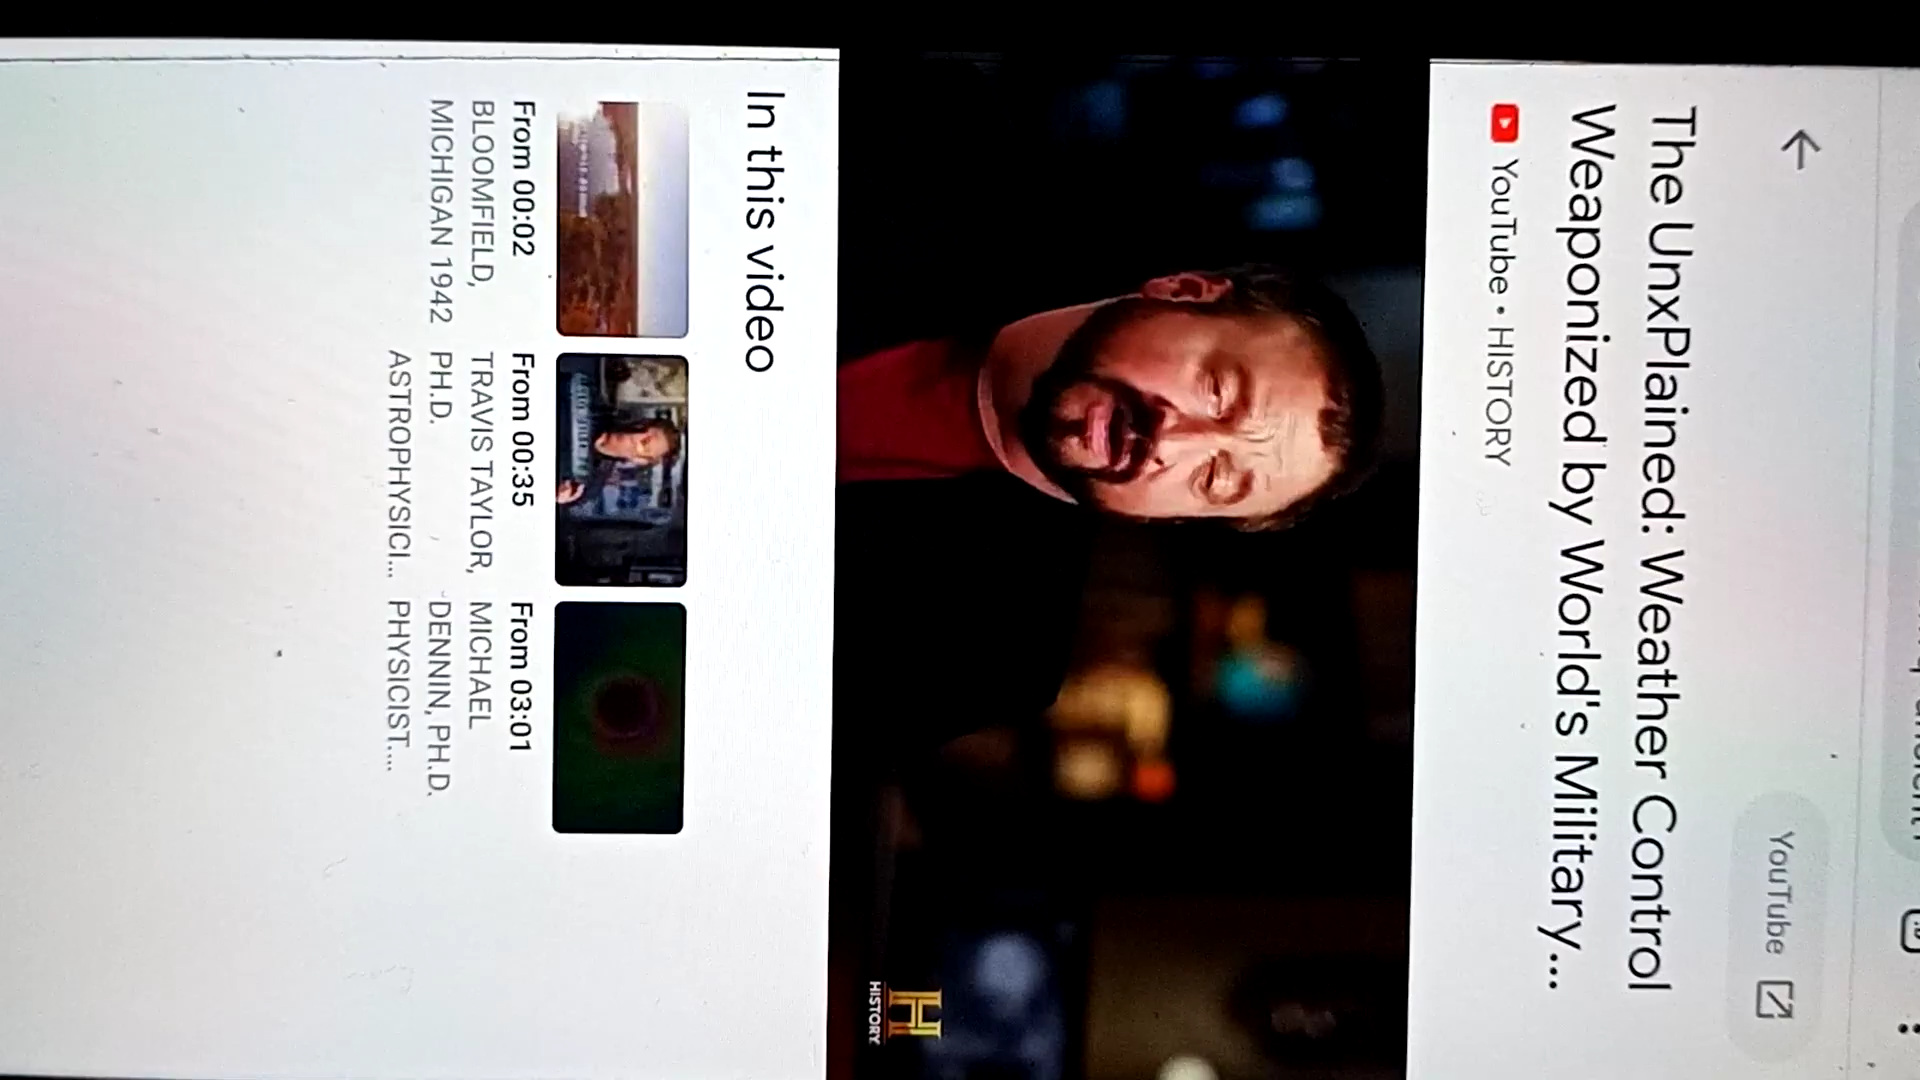 YouTube
The UnxPlained: Weather Control
Weaponized by World's Military...
YouTube • HISTORY
HISTORY
In this video
From 00:02
BLOOMFIELD,
MICHIGAN 1942
From 00:35
TRAVIS TAYLOR,
PH.D.
ASTROPHYSICI...
From 03:01
MICHAEL
DENNIN, PH.D.
PHYSICIST....